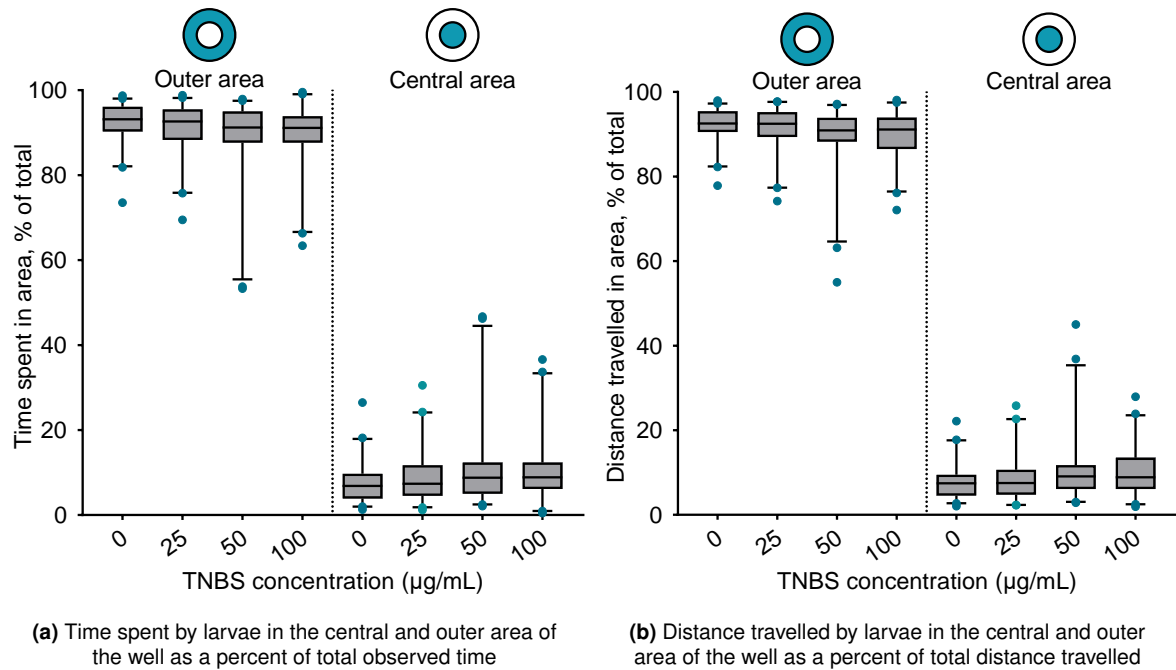 Outer area
Central area
Time spent in area, % of total
100
80
60
40
20
0
0
25
50
100
0
25
50
100
TNBS concentration (µg/mL)
(a) Time spent by larvae in the central and outer area of
the well as a percent of total observed time
Outer area
Central area
Distance travelled in area, % of total
100
80
60
40
20
0
0
25
50
100
0
25
50
100
TNBS concentration (µg/mL)
(b) Distance travelled by larvae in the central and outer
area of the well as a percent of total distance travelled